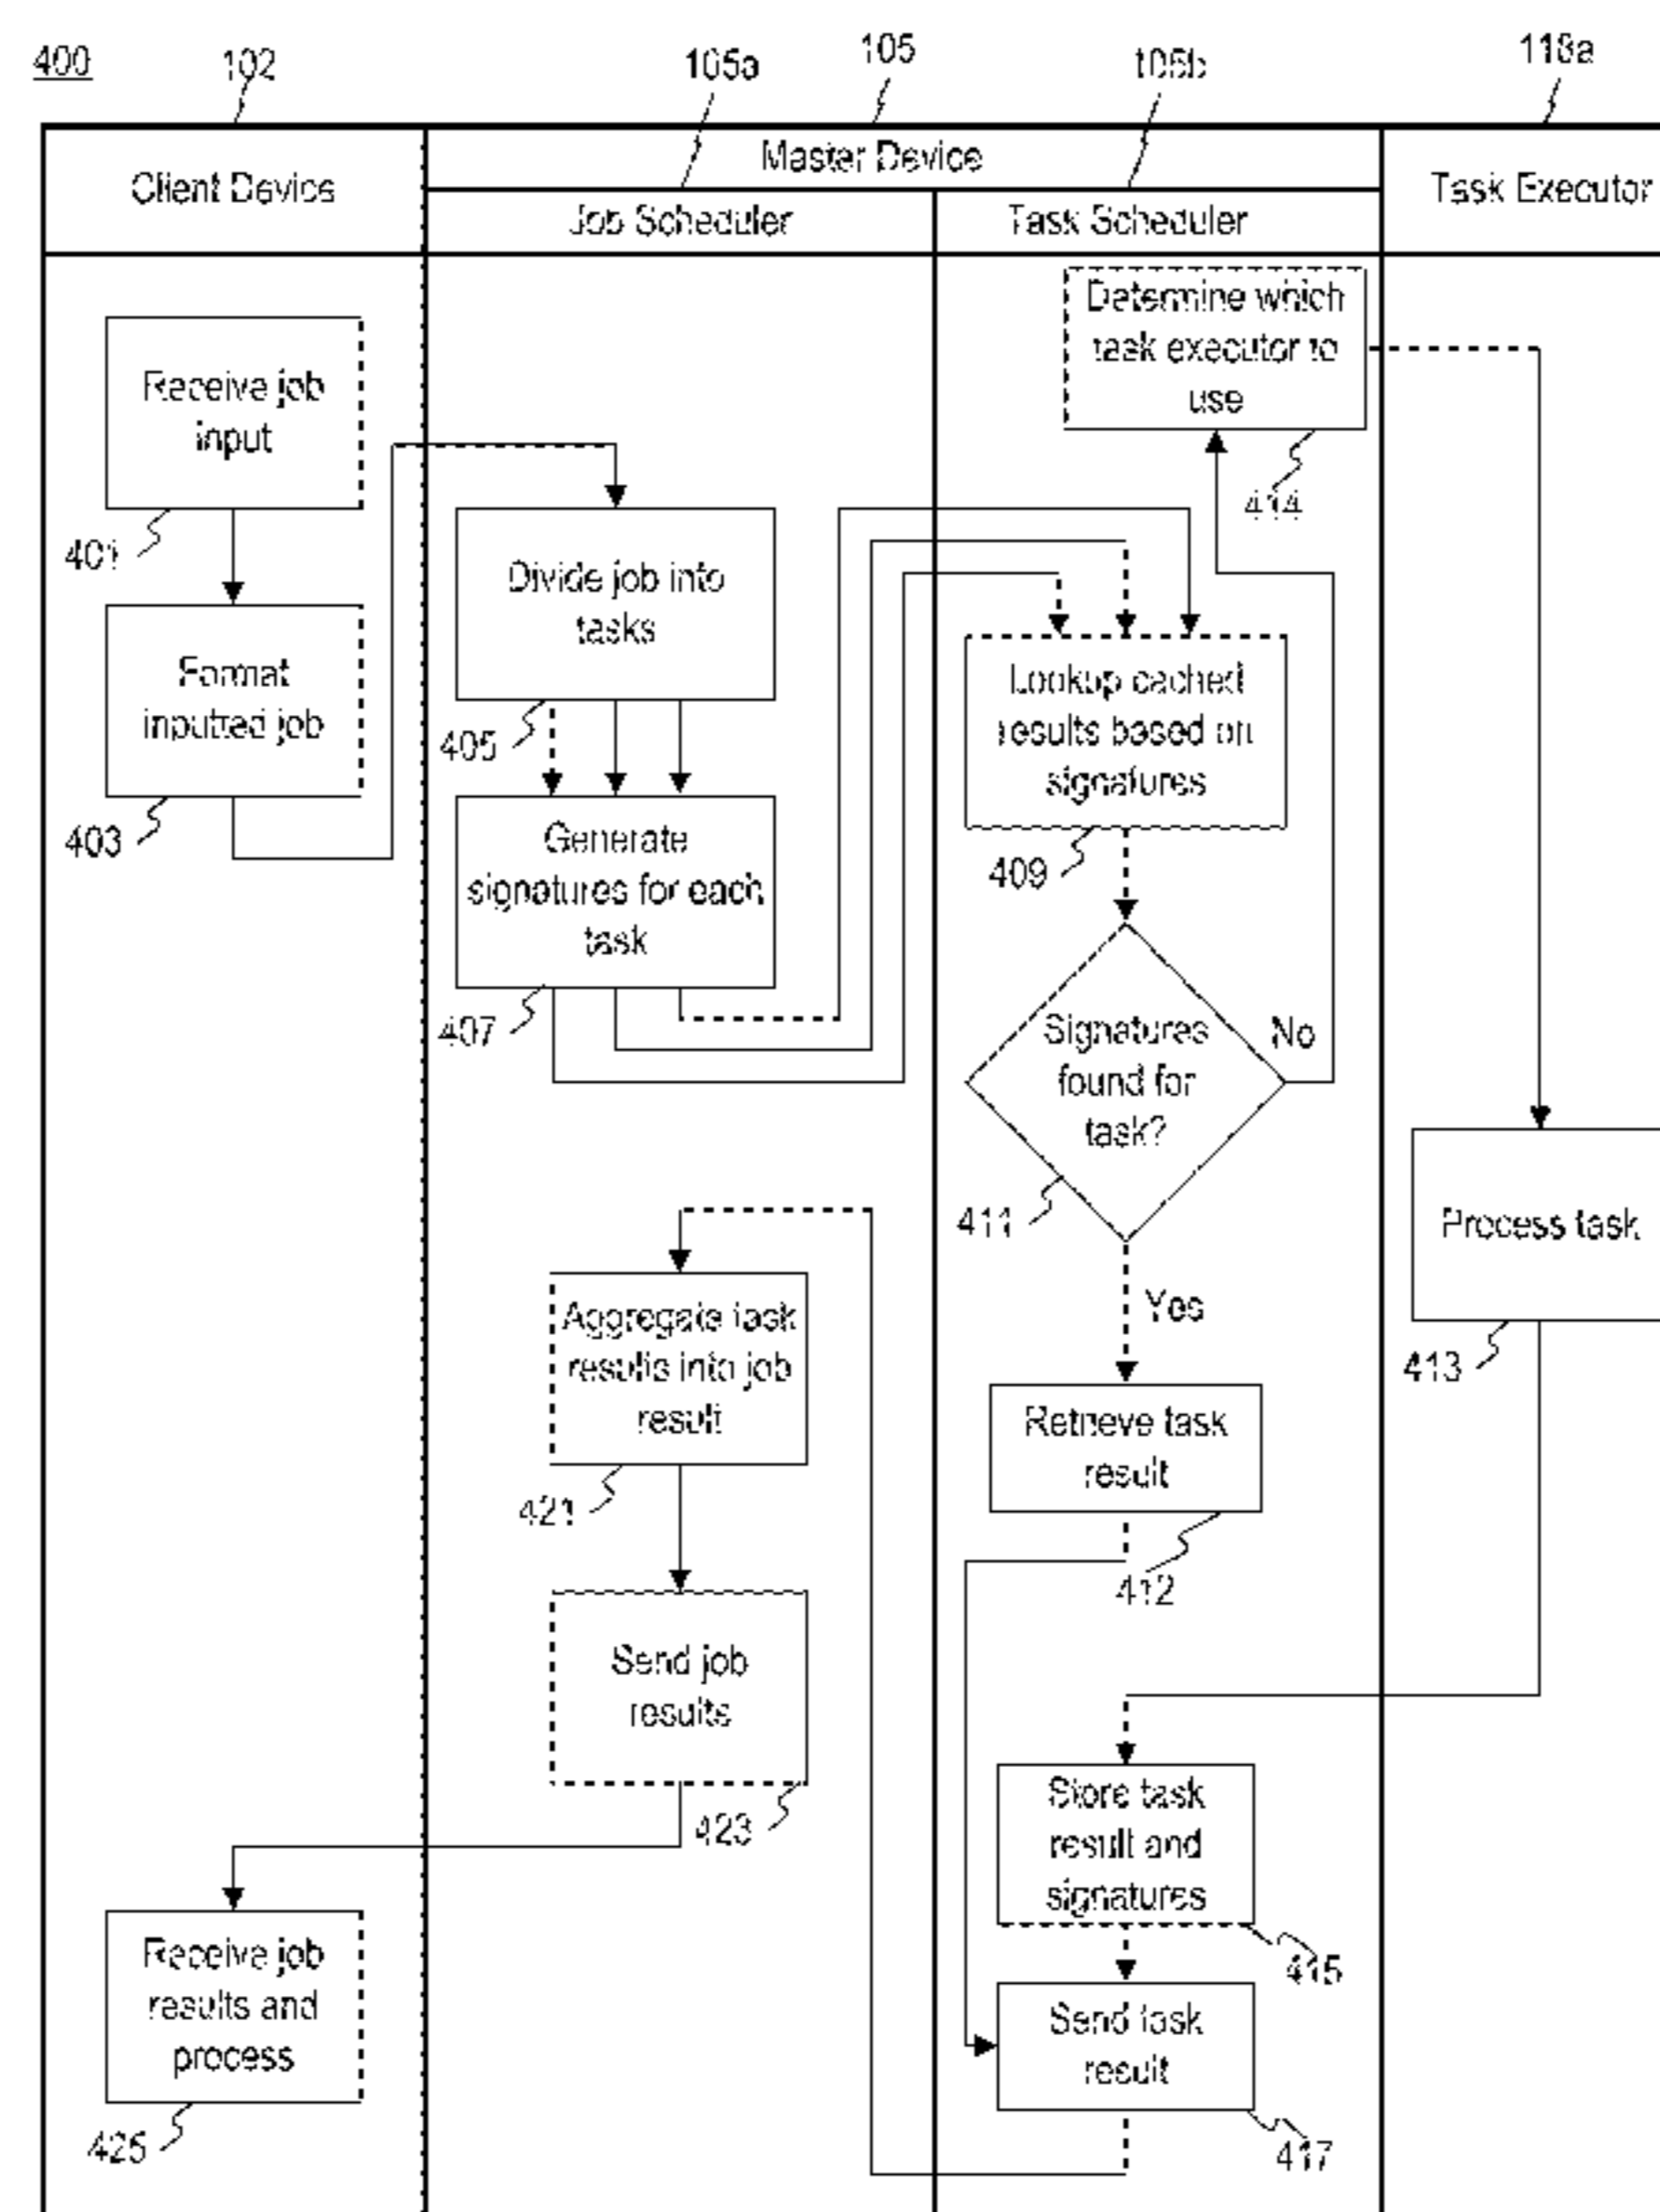 400
102
105a
105
105b
118a
Client Device
Master Device
Job Scheduler
Task Scheduler
Task Executor
Receive job
input
401
Format
inputted job
403
Divide job into
tasks
405
Generate
signatures for each
task
407
Determine which
task executor to
use
414
Lookup cached
results based on
signatures
409
Signatures
found for
task?
411
No
Yes
Retrieve task
result
412
Process task
413
Store task
result and
signatures
415
Send task
result
417
Aggregate task
results into job
result
421
Send job
results
423
Receive job
results and
process
425